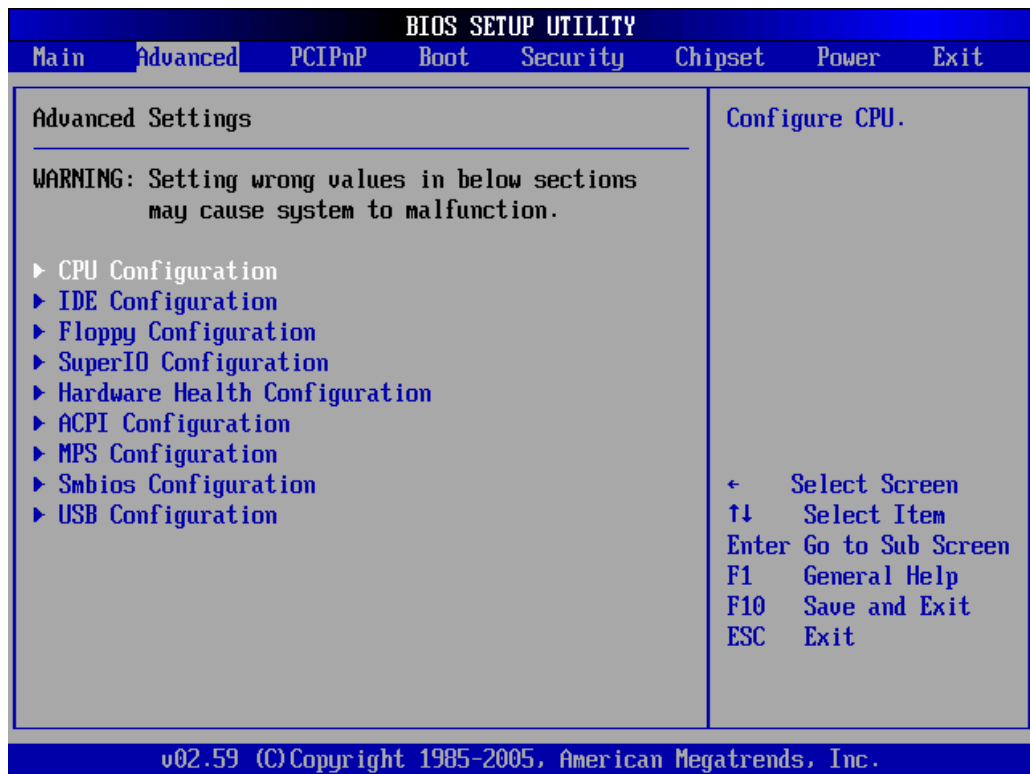 BIOS SETUP UTILITY
Main Advanced PCIPnP Boot Security Chipset Power Exit
Advanced Settings
WARNING: Setting wrong values in below sections
may cause system to malfunction.
▶ CPU Configuration
▶ IDE Configuration
▶ Floppy Configuration
▶ SuperIO Configuration
▶ Hardware Health Configuration
▶ ACPI Configuration
▶ MPS Configuration
▶ Smbios Configuration
▶ USB Configuration
Configure CPU.
← Select Screen
↑↓ Select Item
Enter Go to Sub Screen
F1 General Help
F10 Save and Exit
ESC Exit
v02.59 (C)Copyright 1985-2005, American Megatrends, Inc.